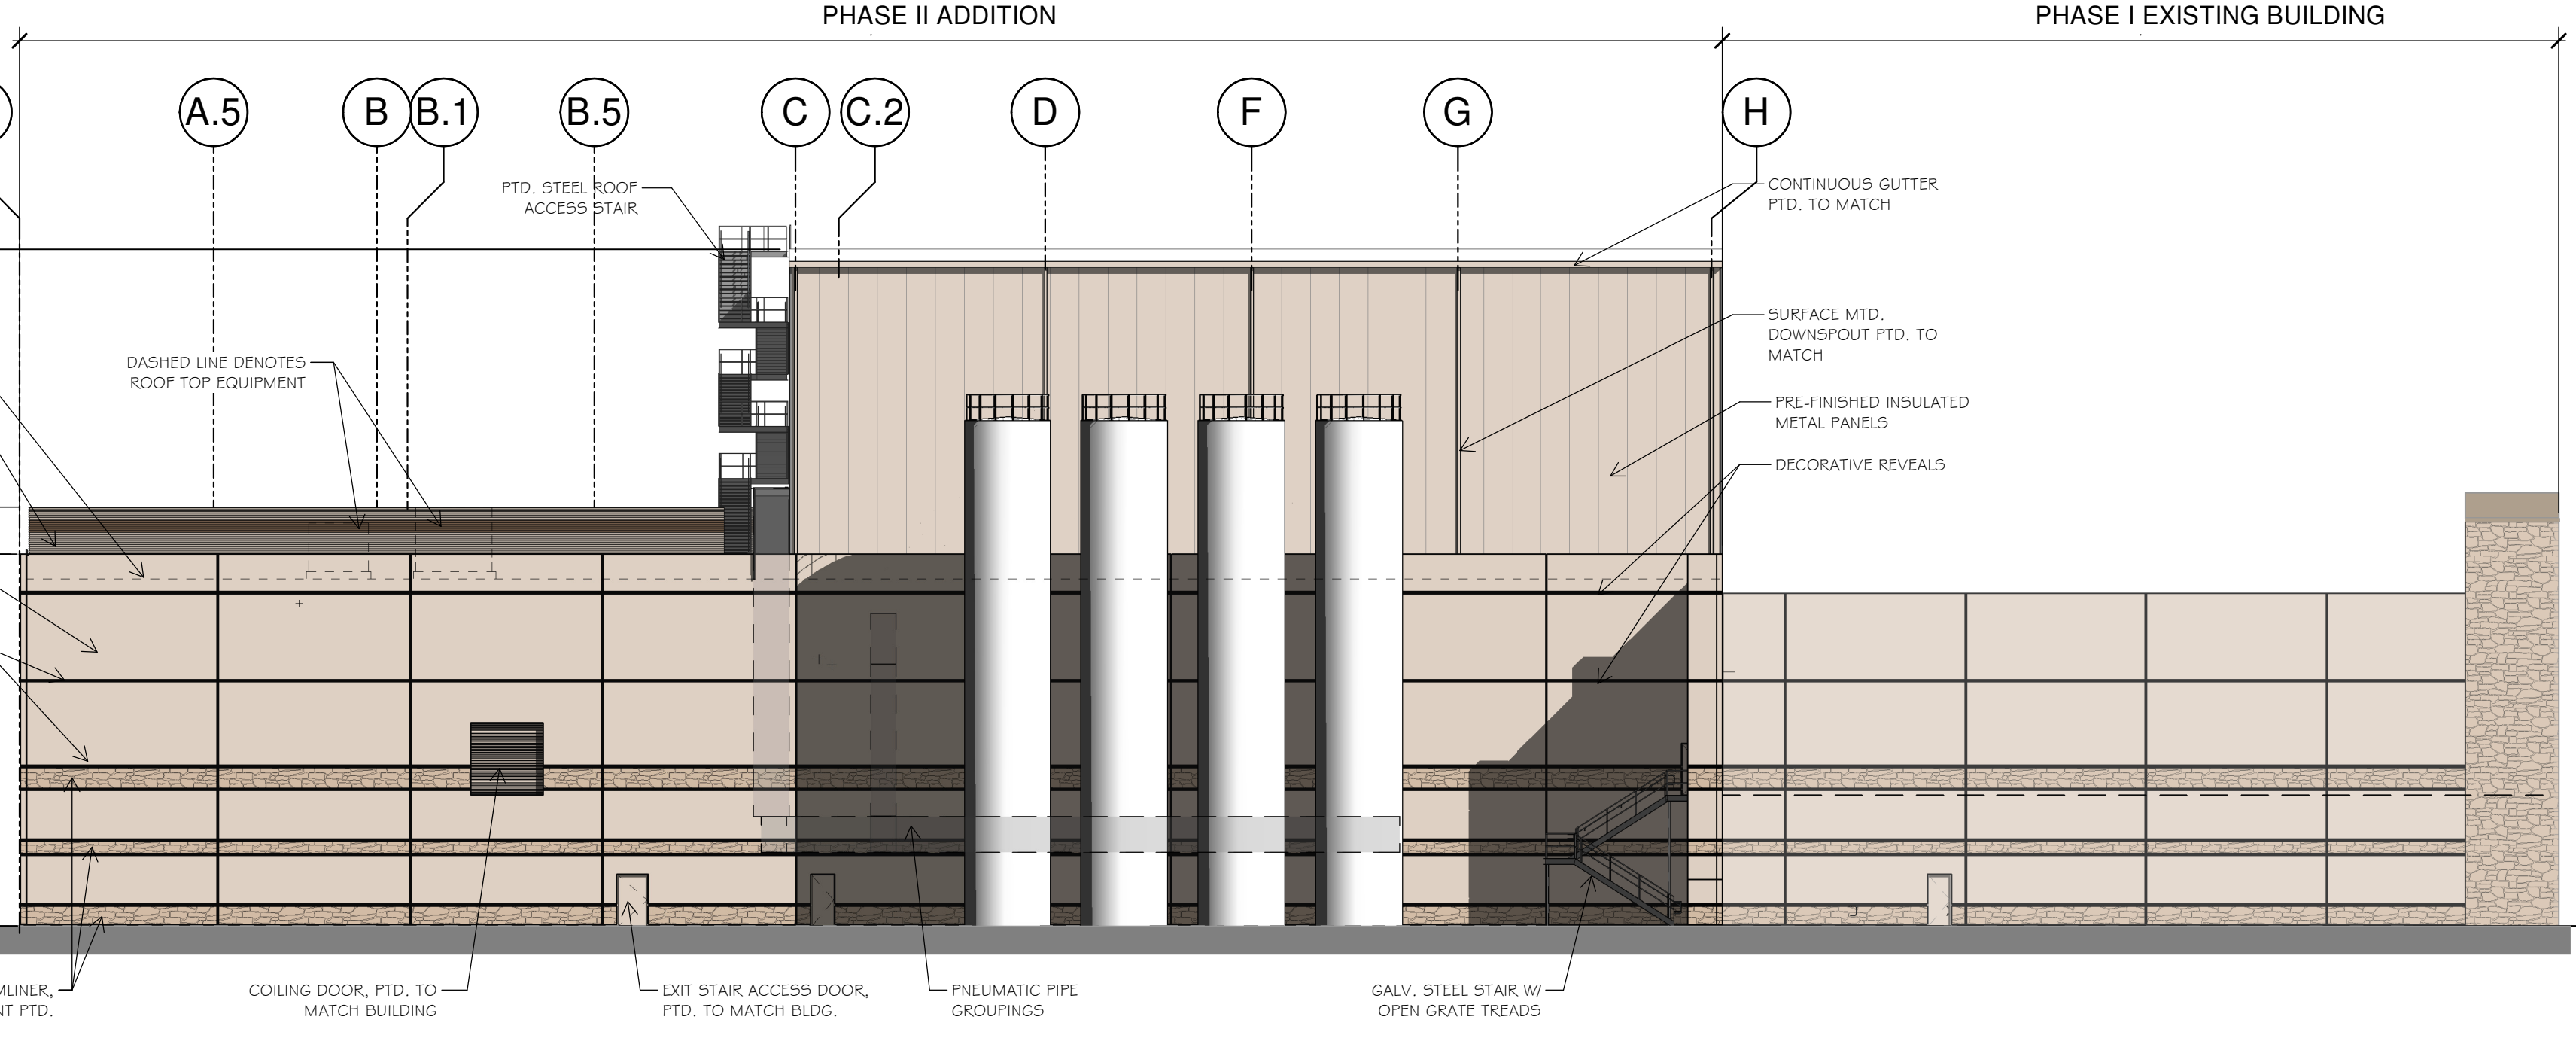 PHASE II ADDITION
PHASE I EXISTING BUILDING
A.5
B
B.1
B.5
C
C.2
D
F
G
H
PTD. STEEL ROOF
ACCESS STAIR
CONTINUOUS GUTTER
PTD. TO MATCH
DASHED LINE DENOTES
ROOF TOP EQUIPMENT
SURFACE MTD.
DOWNSPOUT PTD. TO
MATCH
PRE-FINISHED INSULATED
METAL PANELS
DECORATIVE REVEALS
MLINER,
NT PTD.
COILING DOOR, PTD. TO
MATCH BUILDING
EXIT STAIR ACCESS DOOR,
PTD. TO MATCH BLDG.
PNEUMATIC PIPE
GROUPINGS
GALV. STEEL STAIR W/
OPEN GRATE TREADS